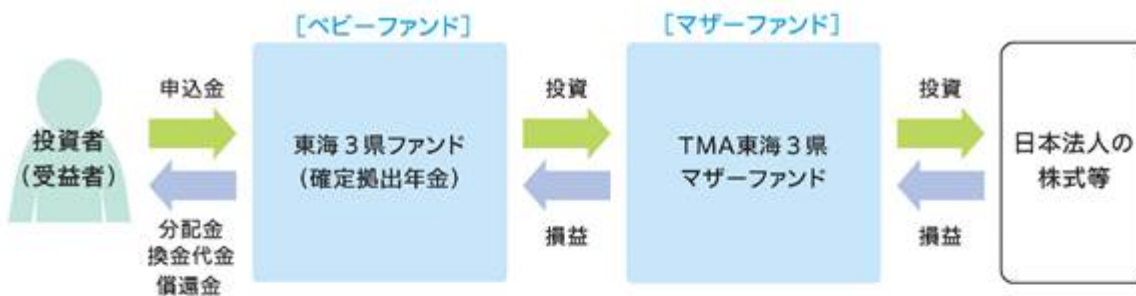 [ベビーファンド]
[マザーファンド]
投資者
(受益者)
申込金
分配金
換金代金
償還金
東海3県ファンド
(確定拠出年金)
投資
損益
TMA東海3県
マザーファンド
投資
損益
日本法人の
株式等